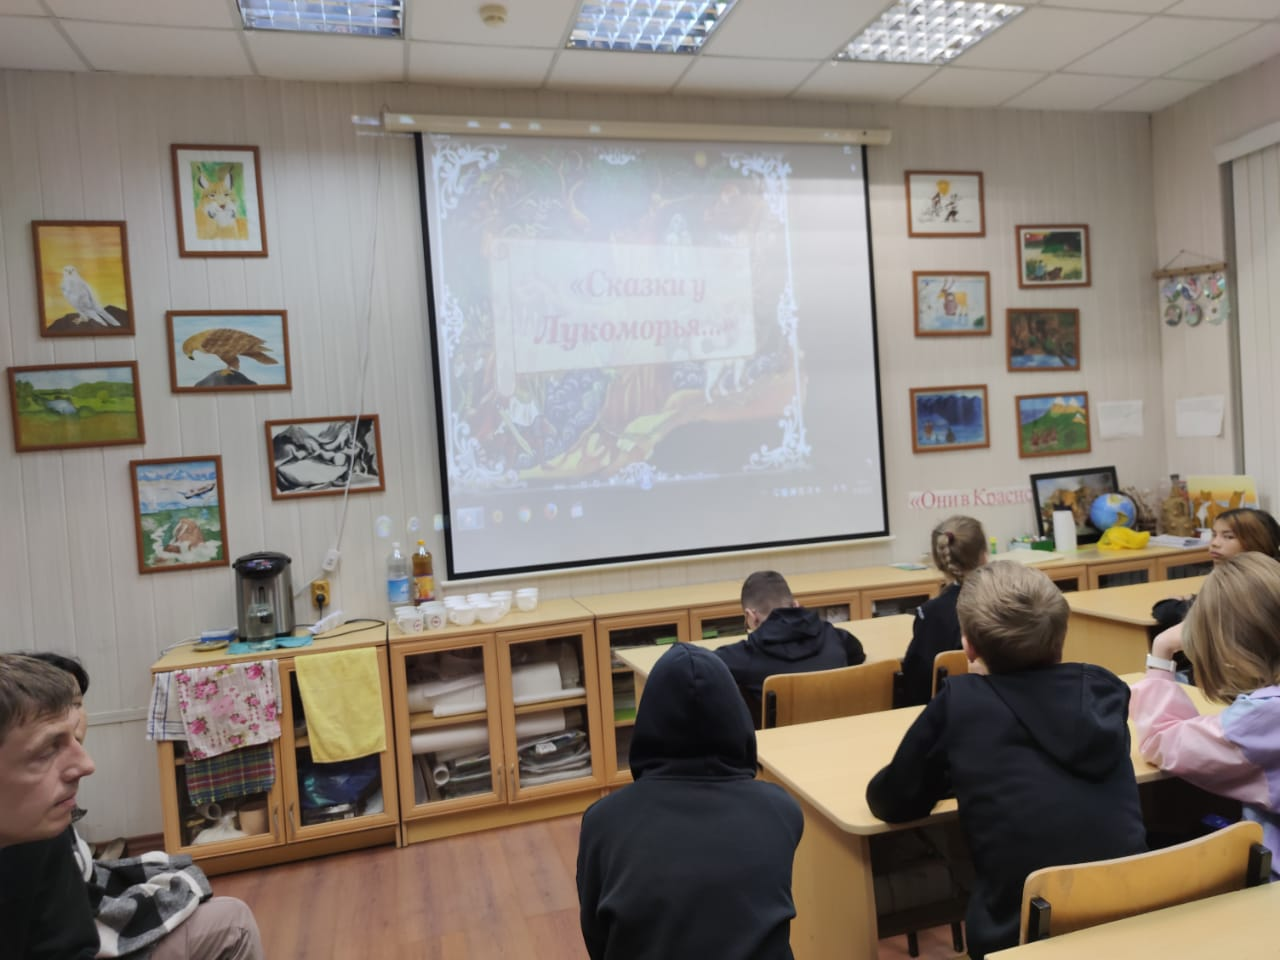 «Сказки у
Лукоморья...»
«Они в Красно